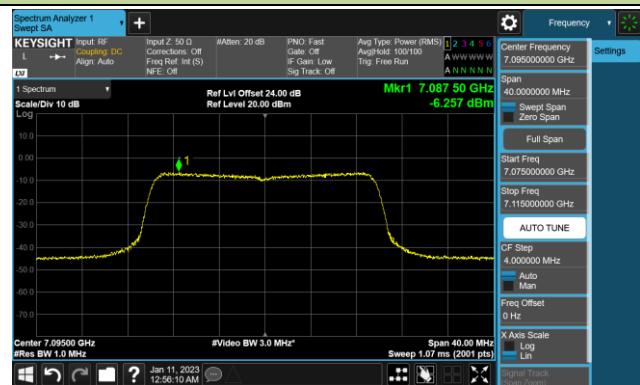 Spectrum Analyzer 1
Swept SA
Frequency
KEYSIGHT
L
LXI
Input: RF
Coupling: DC
Align: Auto
Input Z: 50 Ω
Corrections: Off
Freq Ref: Int (S)
NFE: Off
#Atten: 20 dB
PNO: Fast
Gate: Off
IF Gain: Low
Sig Track: Off
Avg Type: Power (RMS)
Avg|Hold: 100/100
Trig: Free Run
1 2 3 4 5 6
A W W W W W
A N N N N N
1 Spectrum
Scale/Div 10 dB
Log
Ref Lvl Offset 24.00 dB
Ref Level 20.00 dBm
Mkr1 7.087 50 GHz
-6.257 dBm
1
10.0
0.00
-10.0
-20.0
-30.0
-40.0
-50.0
-60.0
-70.0
Center 7.09500 GHz
#Res BW 1.0 MHz
#Video BW 3.0 MHz*
Span 40.00 MHz
Sweep 1.07 ms (2001 pts)
Center Frequency
7.095000000 GHz
Span
40.0000000 MHz
Swept Span
Zero Span
Full Span
Start Freq
7.075000000 GHz
Stop Freq
7.115000000 GHz
AUTO TUNE
CF Step
4.000000 MHz
Auto
Man
Freq Offset
0 Hz
X Axis Scale
Log
Lin
Signal Track
(Span Zoom)
Settings
Jan 11, 2023
12:56:10 AM